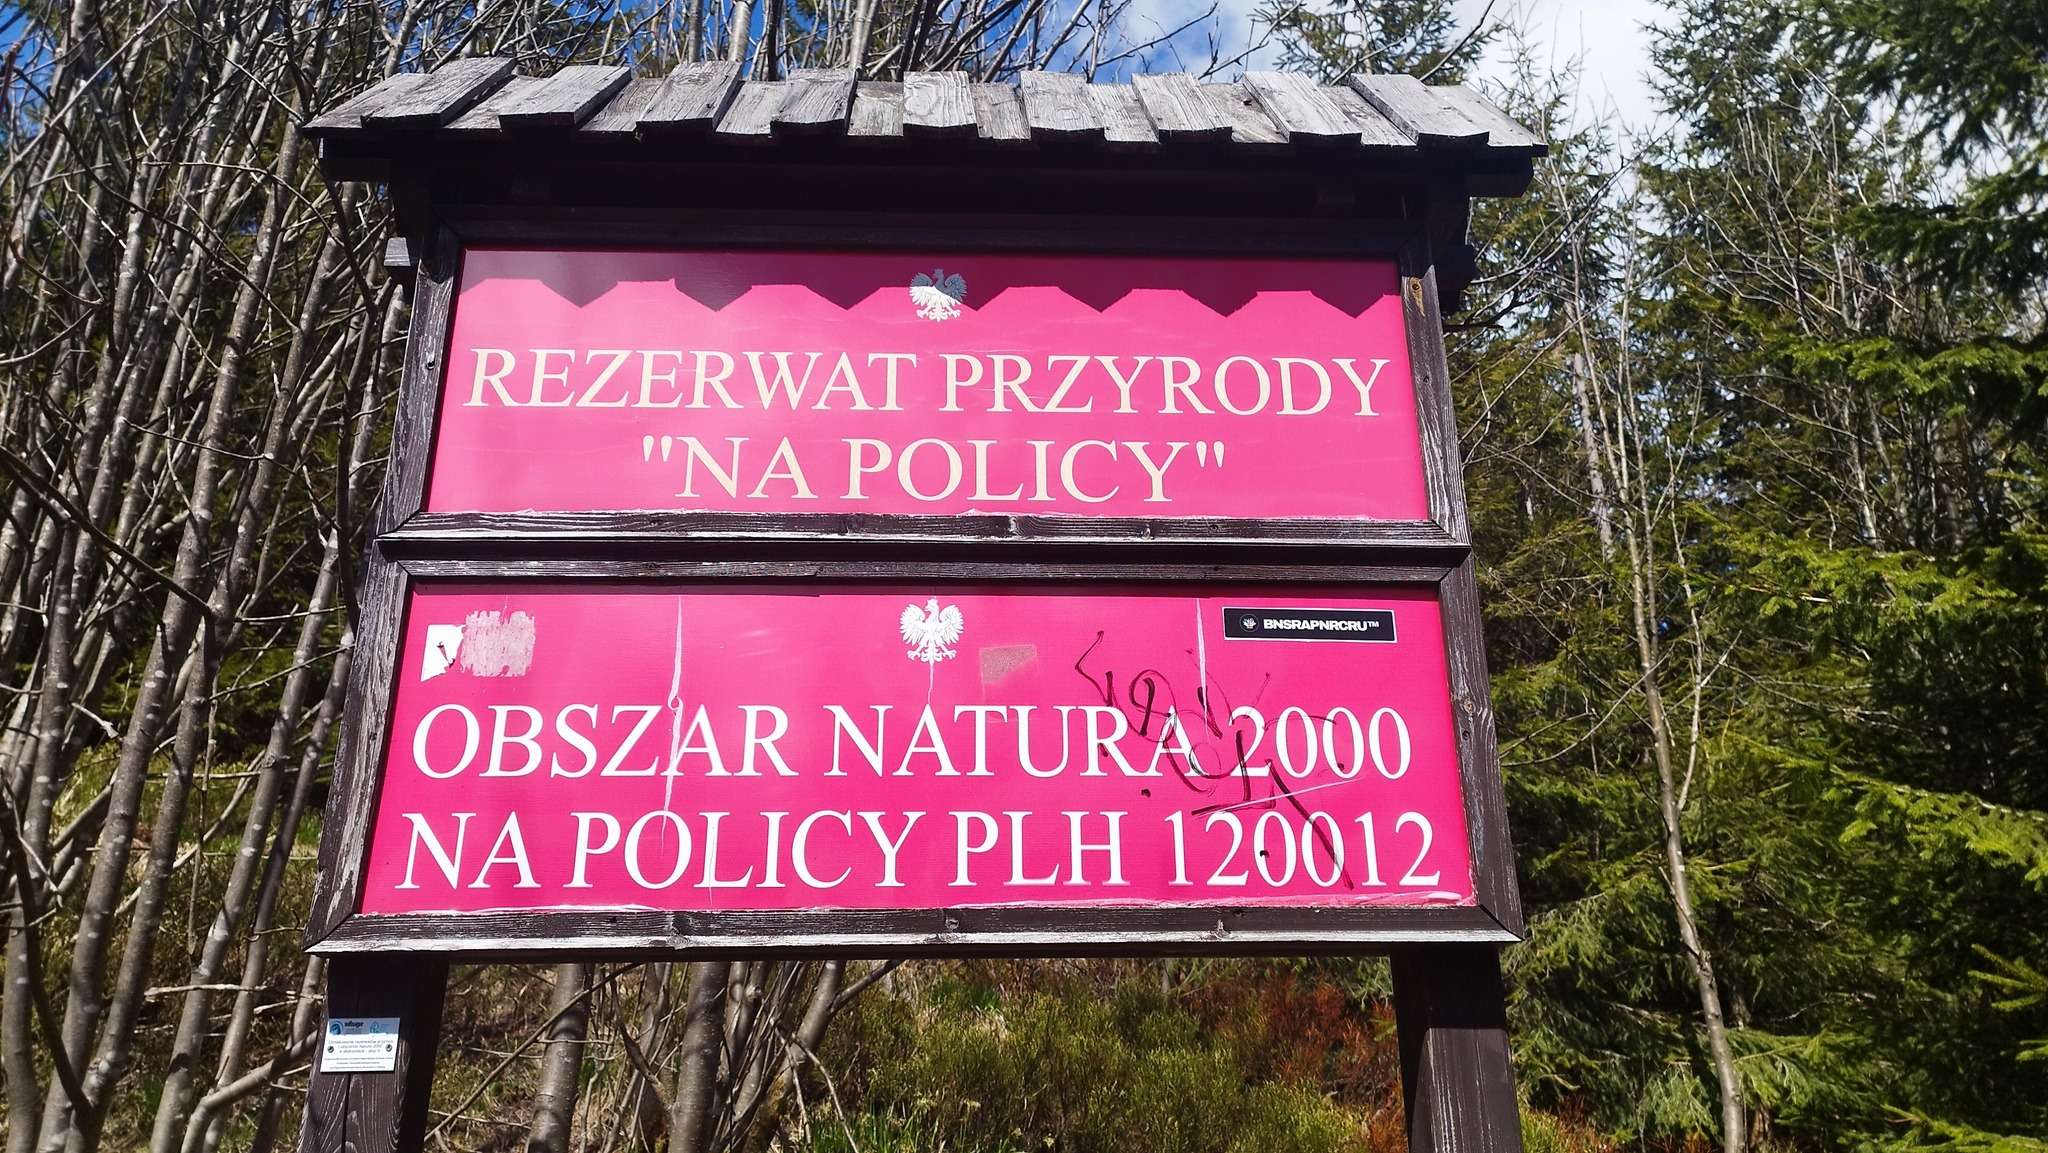 REZERWAT PRZYRODY
"NA POLICY"
BNSRAPNRCRU™
OBSZAR NATURA 2000
NA POLICY PLH 120012